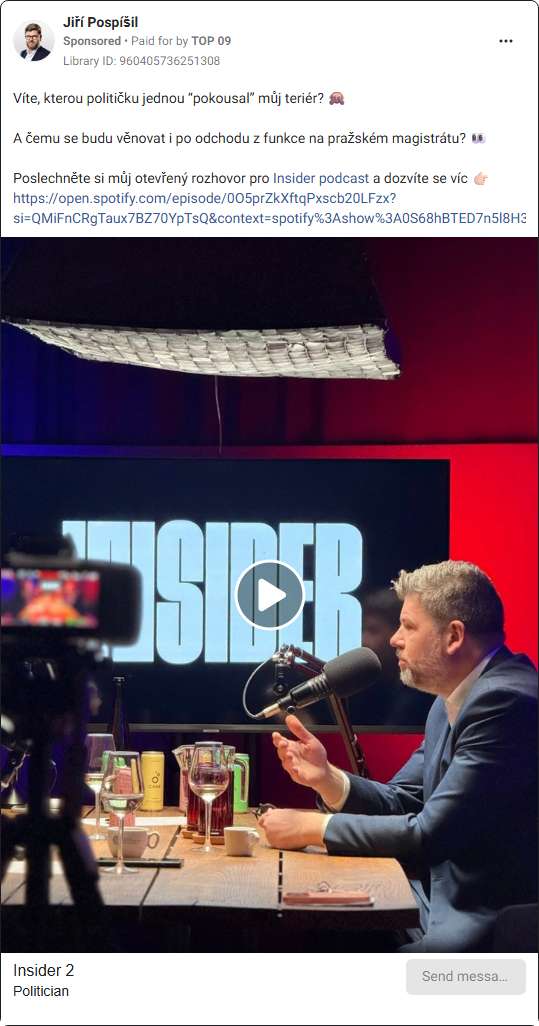 Jiří Pospíšil
Sponsored • Paid for by TOP 09
Library ID: 960405736251308
Víte, kterou političku jednou “pokousal” můj teriér? 🙈
A čemu se budu věnovat i po odchodu z funkce na pražském magistrátu? 👀
Poslechněte si můj otevřený rozhovor pro Insider podcast a dozvíte se víc 👉🏻
https://open.spotify.com/episode/0O5prZkXftqPxscb20LFzx?
si=QMiFnCRgTaux7BZ70YpTsQ&context=spotify%3Ashow%3A0S68hBTED7n5l8H3
INSIDER
Insider 2
Politician
Send messa...